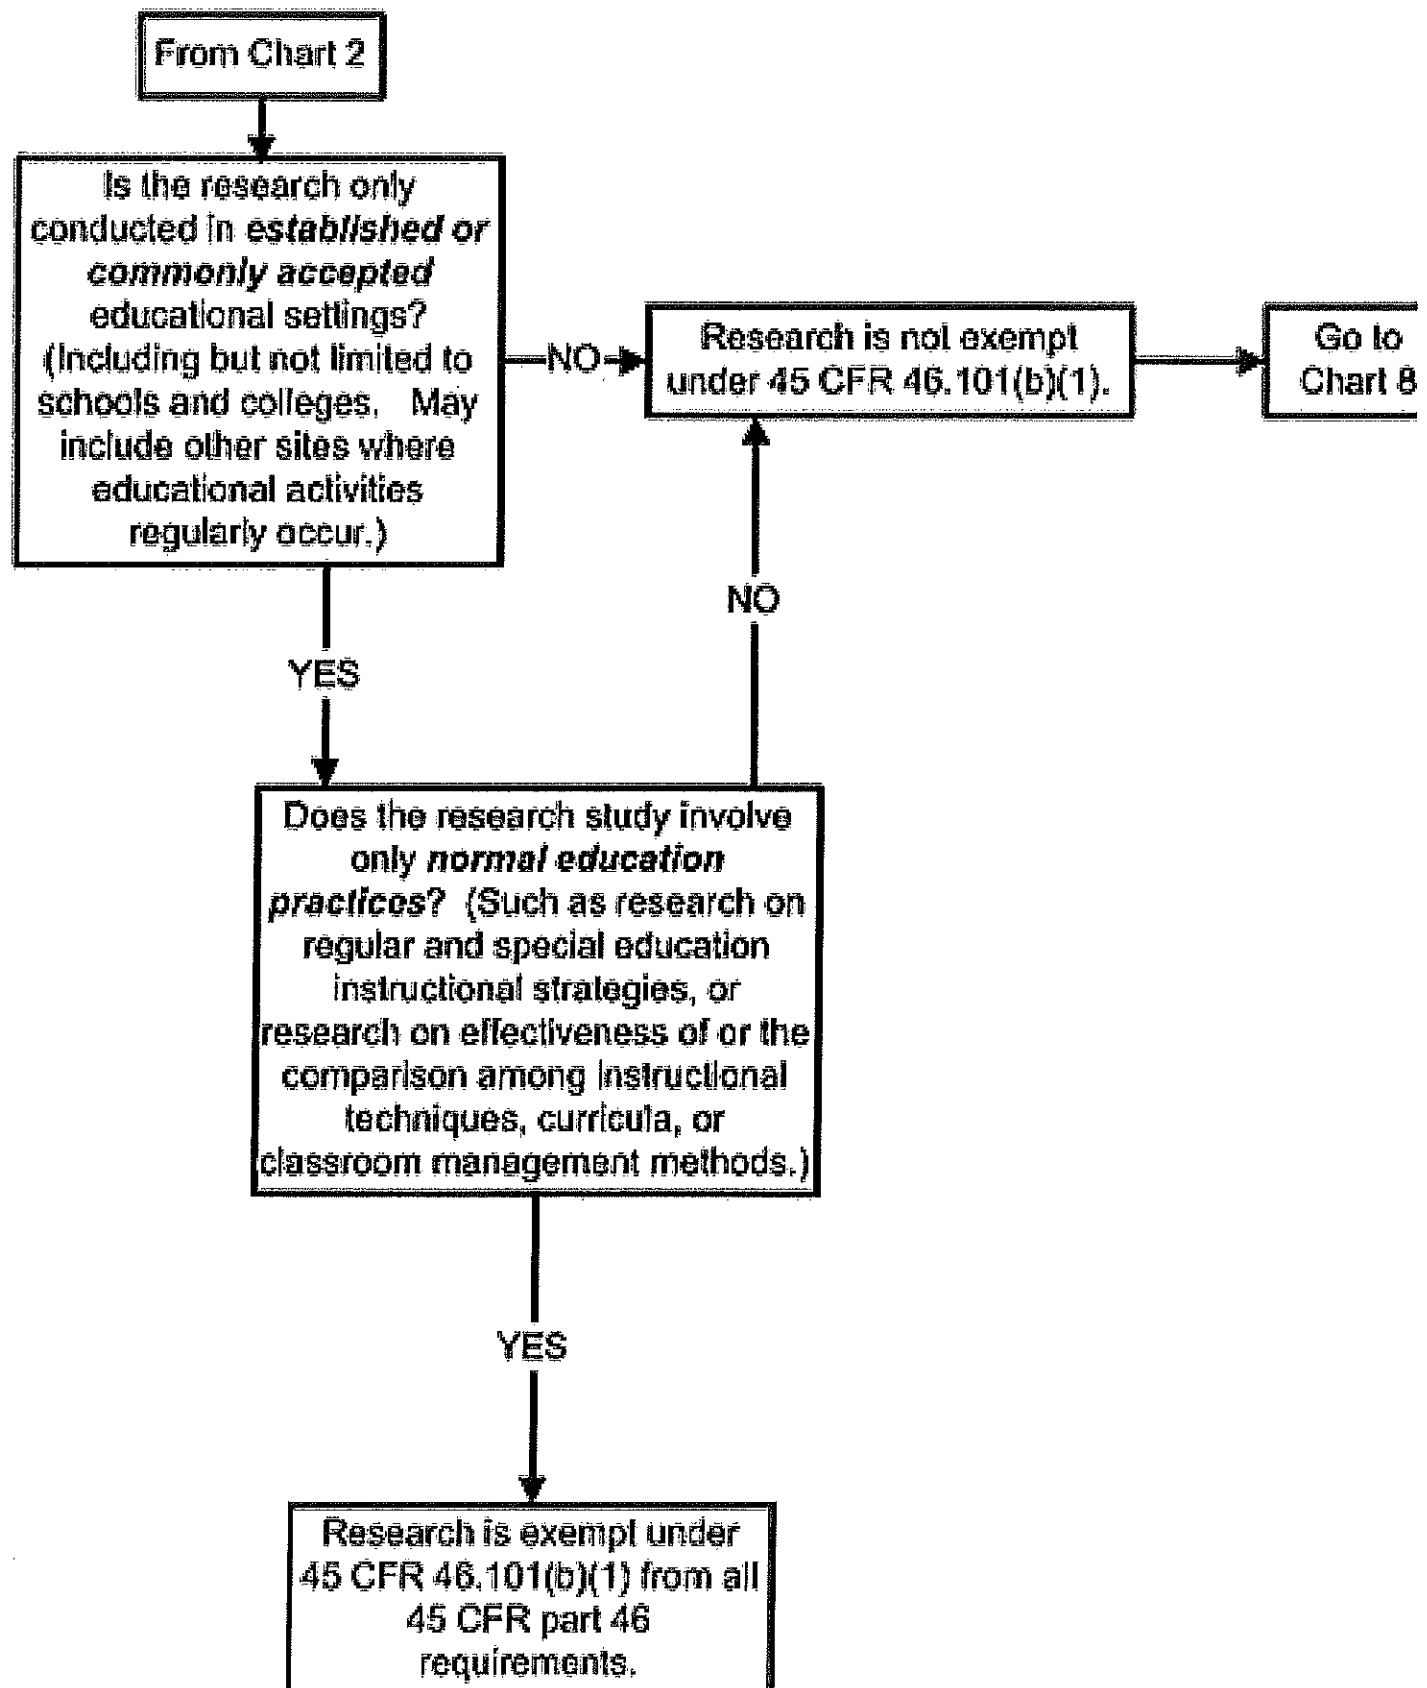 From Chart 2
Is the research only
conducted in established or
commonly accepted
educational settings?
(Including but not limited to
schools and colleges. May
include other sites where
educational activities
regularly occur.)
NO
Research is not exempt
under 45 CFR 46.101(b)(1).
Go to
Chart 8
NO
YES
Does the research study involve
only normal education
practices? (Such as research on
regular and special education
instructional strategies, or
research on effectiveness of or the
comparison among instructional
techniques, curricula, or
classroom management methods.)
YES
Research is exempt under
45 CFR 46.101(b)(1) from all
45 CFR part 46
requirements.